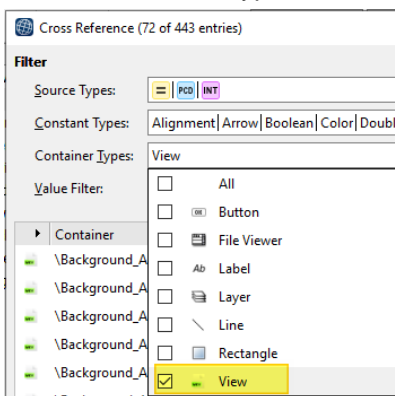 Cross Reference (72 of 443 entries)
Filter
Source Types: = PCD INT
Constant Types: Alignment|Arrow|Boolean|Color|Doubl
Container Types: View
Value Filter:
All
OK Button
File Viewer
Ab Label
Layer
Line
Rectangle
View
Container
\Background_A
\Background_A
\Background_A
\Background_A
\Background_A